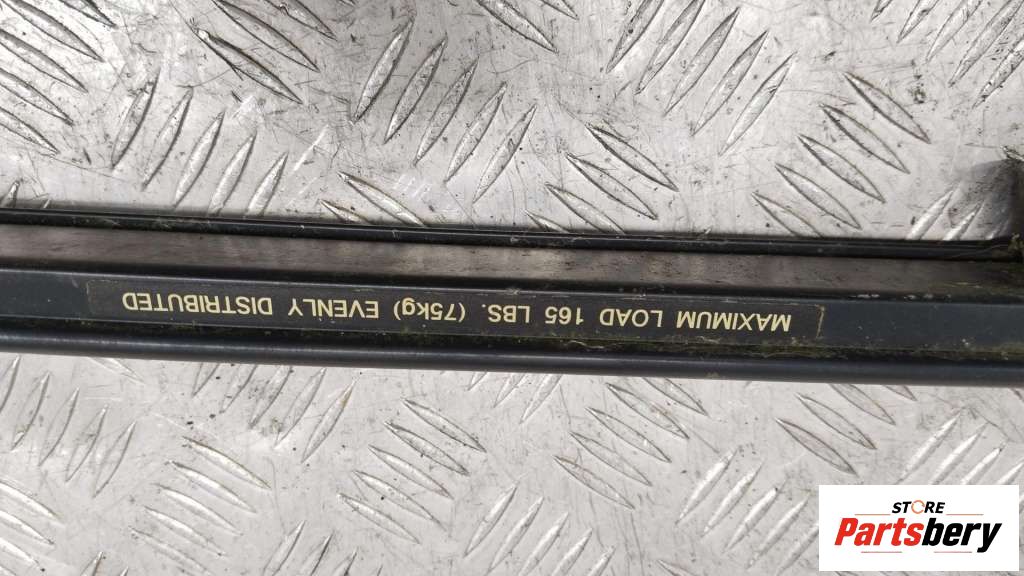 MAXIMUM LOAD 165 LBS. (75kg) EVENLY DISTRIBUTED
STORE
Partsbery